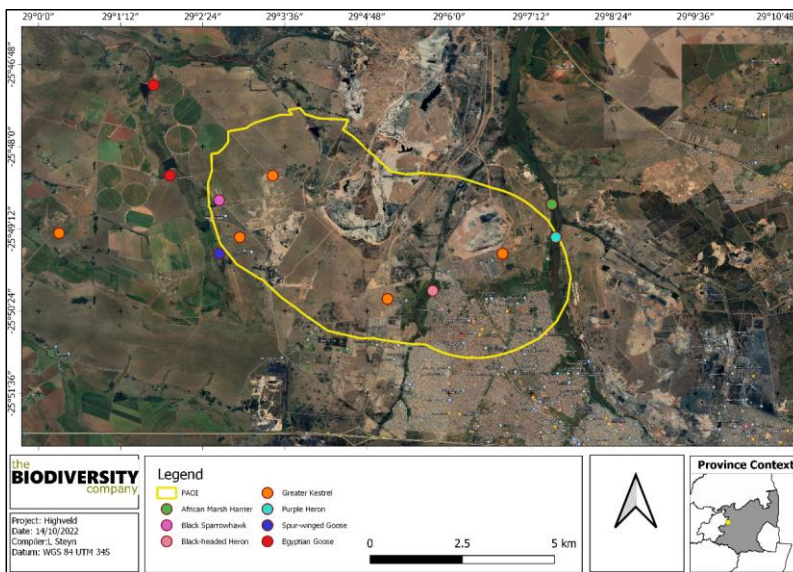 29°0'0" 29°1'12" 29°2'24" 29°3'36" 29°4'48" 29°6'0" 29°7'12" 29°8'24" 29°9'36" 29°10'48"
-25°46'48"
-25°48'0"
-25°49'12"
-25°50'24"
-25°51'36"
the
BIODIVERSITY
company
Project: Highveld
Date: 14/10/2022
Compiler:L Steyn
Datum: WGS 84 UTM 34S
Legend
PAOI
African Marsh Harrier
Black Sparrowhawk
Black-headed Heron
Greater Kestrel
Purple Heron
Spur-winged Goose
Egyptian Goose
0 2.5 5 km
Province Context